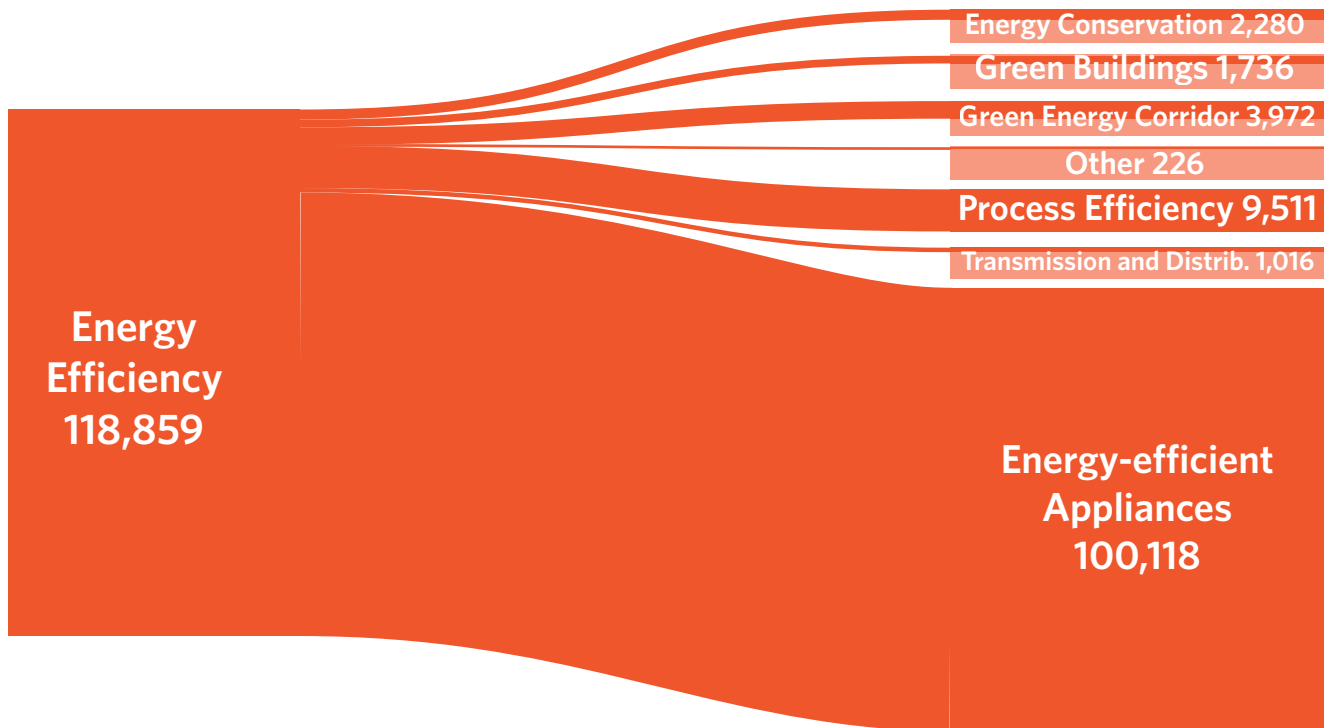 Energy Conservation 2,280
Green Buildings 1,736
Green Energy Corridor 3,972
Other 226
Process Efficiency 9,511
Transmission and Distrib. 1,016
Energy
Efficiency
118,859
Energy-efficient
Appliances
100,118